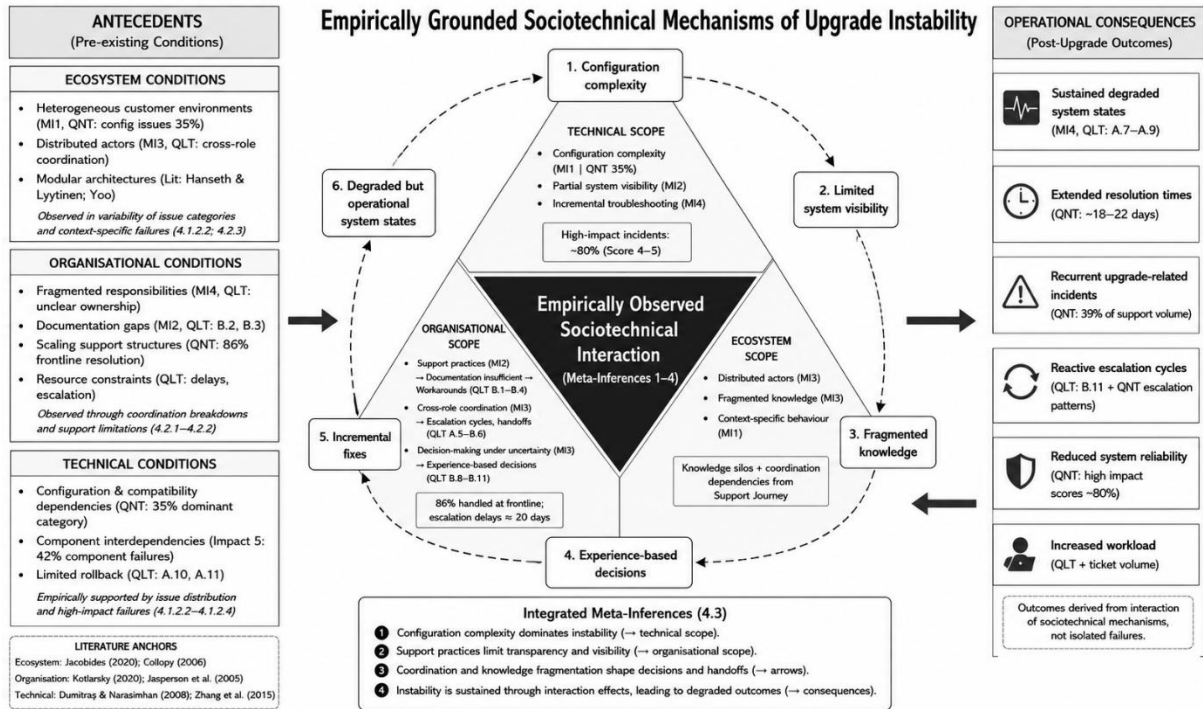 Empirically Grounded Sociotechnical Mechanisms of Upgrade Instability
ANTECEDENTS
(Pre-existing Conditions)
ECOSYSTEM CONDITIONS
• Heterogeneous customer environments
(MI1, QNT: config issues 35%)
• Distributed actors (MI3, QLT: cross-role
coordination)
• Modular architectures (Lit: Hanseth &
Lyytinen; Yoo)
Observed in variability of issue categories
and context-specific failures (4.1.2.2; 4.2.3)
ORGANISATIONAL CONDITIONS
• Fragmented responsibilities (MI4, QLT:
unclear ownership)
• Documentation gaps (MI2, QLT: B.2, B.3)
• Scaling support structures (QNT: 86%
frontline resolution)
• Resource constraints (QLT: delays,
escalation)
Observed through coordination breakdowns
and support limitations (4.2.1–4.2.2)
TECHNICAL CONDITIONS
• Configuration & compatibility
dependencies (QNT: 35% dominant
category)
• Component interdependencies (Impact 5:
42% component failures)
• Limited rollback (QLT: A.10, A.11)
Empirically supported by issue distribution
and high-impact failures (4.1.2.2–4.1.2.4)
LITERATURE ANCHORS
Ecosystem: Jacobides (2020); Collopy (2006)
Organisation: Kotlarsky (2020); Jasperson et al. (2005)
Technical: Dumitraş & Narasimhan (2008); Zhang et al. (2015)
1. Configuration
complexity
2. Limited
system visibility
3. Fragmented
knowledge
4. Experience-based
decisions
5. Incremental
fixes
6. Degraded but
operational
system states
TECHNICAL SCOPE
• Configuration complexity
(MI1 | QNT 35%)
• Partial system visibility (MI2)
• Incremental troubleshooting (MI4)
High-impact incidents:
~80% (Score 4–5)
Empirically Observed
Sociotechnical
Interaction
(Meta-Inferences 1–4)
ORGANISATIONAL
SCOPE
• Support practices (MI2)
→ Documentation insufficient →
Workarounds (QLT B.1–B.4)
• Cross-role coordination (MI3)
→ Escalation cycles, handoffs
(QLT A.5–B.6)
• Decision-making under uncertainty (MI3)
→ Experience-based decisions
(QLT B.8–B.11)
86% handled at frontline;
escalation delays ≈ 20 days
ECOSYSTEM
SCOPE
• Distributed actors (MI3)
• Fragmented knowledge (MI3)
• Context-specific behaviour
(MI1)
Knowledge silos + coordination
dependencies from
Support Journey
Integrated Meta-Inferences (4.3)
1 Configuration complexity dominates instability (→ technical scope).
2 Support practices limit transparency and visibility (→ organisational scope).
3 Coordination and knowledge fragmentation shape decisions and handoffs (→ arrows).
4 Instability is sustained through interaction effects, leading to degraded outcomes (→ consequences).
OPERATIONAL CONSEQUENCES
(Post-Upgrade Outcomes)
Sustained degraded
system states
(MI4, QLT: A.7–A.9)
Extended resolution times
(QNT: ~18–22 days)
Recurrent upgrade-related
incidents
(QNT: 39% of support volume)
Reactive escalation cycles
(QLT: B.11 + QNT escalation
patterns)
Reduced system reliability
(QNT: high impact
scores ~80%)
Increased workload
(QLT + ticket volume)
Outcomes derived from interaction
of sociotechnical mechanisms,
not isolated failures.